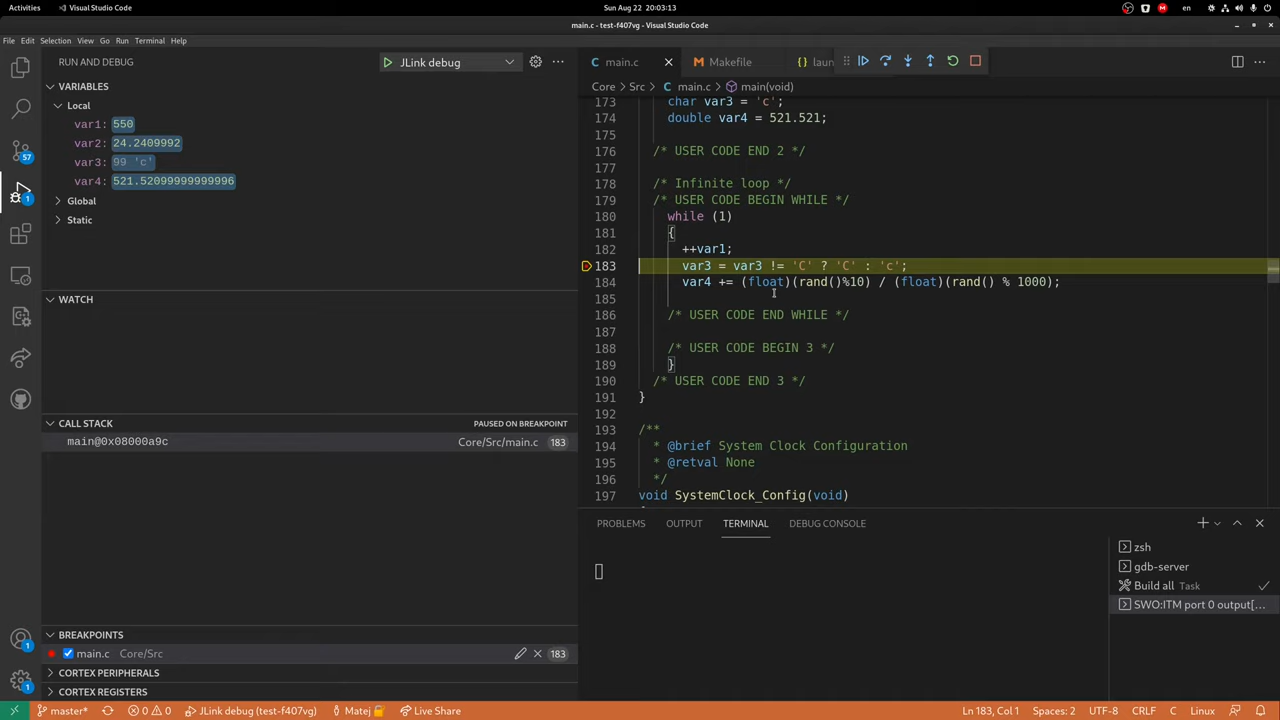 Activities Visual Studio Code Sun Aug 22 20:03:13 en
main.c - test-f407vg - Visual Studio Code
File Edit Selection View Go Run Terminal Help
RUN AND DEBUG JLink debug
VARIABLES
Local
var1: 550
var2: 24.2409992
var3: 99 'c'
var4: 521.52099999999996
Global
Static
WATCH
CALL STACK PAUSED ON BREAKPOINT
main@0x08000a9c Core/Src/main.c 183
BREAKPOINTS
main.c Core/Src 183
CORTEX PERIPHERALS
CORTEX REGISTERS
57
1
1
1
C main.c Makefile {} laun
Core > Src > C main.c > main(void)
173 char var3 = 'c';
174 double var4 = 521.521;
175
176 /* USER CODE END 2 */
177
178 /* Infinite loop */
179 /* USER CODE BEGIN WHILE */
180 while (1)
181 {
182 ++var1;
183 var3 = var3 != 'C' ? 'C' : 'c';
184 var4 += (float)(rand()%10) / (float)(rand() % 1000);
185
186 /* USER CODE END WHILE */
187
188 /* USER CODE BEGIN 3 */
189 }
190 /* USER CODE END 3 */
191 }
192
193 /**
194 * @brief System Clock Configuration
195 * @retval None
196 */
197 void SystemClock_Config(void)
PROBLEMS OUTPUT TERMINAL DEBUG CONSOLE
zsh
gdb-server
Build all Task
SWO:ITM port 0 output[...
master* 0 0 JLink debug (test-f407vg) Matej Live Share Ln 183, Col 1 Spaces: 2 UTF-8 CRLF C Linux